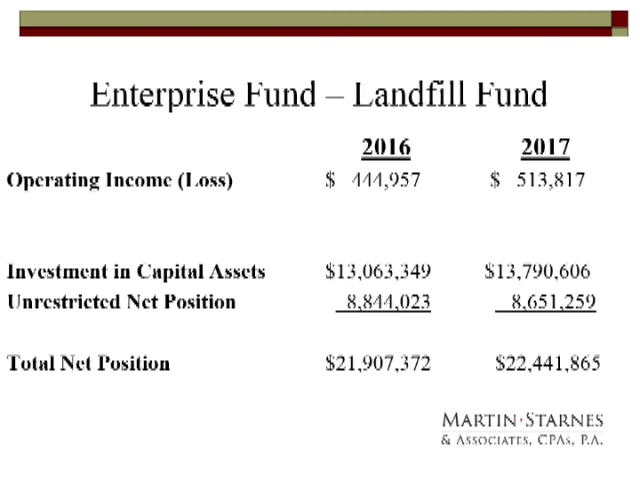 Enterprise Fund – Landfill Fund
2016 2017
Operating Income (Loss) $ 444,957 $ 513,817
Investment in Capital Assets $13,063,349 $13,790,606
Unrestricted Net Position 8,844,023 8,651,259
Total Net Position $21,907,372 $22,441,865
MARTIN·STARNES
& ASSOCIATES, CPAs, P.A.